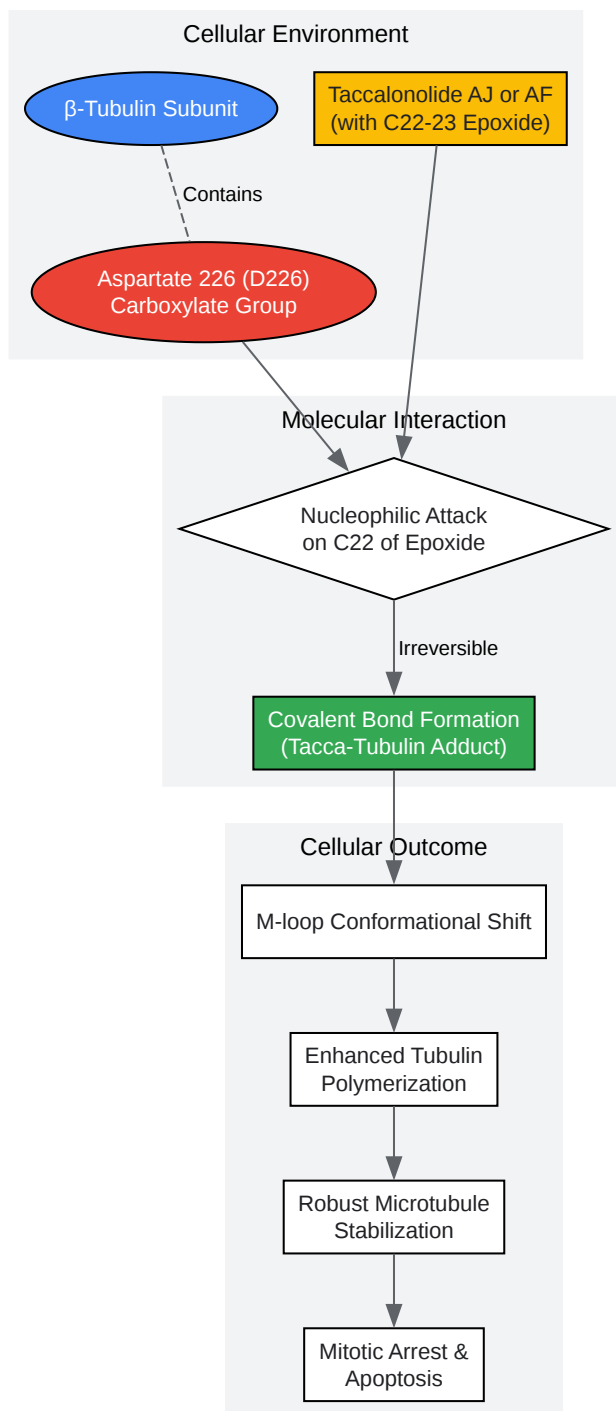 Cellular Environment
β-Tubulin Subunit
Taccalonolide AJ or AF
(with C22-23 Epoxide)
Contains
Aspartate 226 (D226)
Carboxylate Group
Molecular Interaction
Nucleophilic Attack
on C22 of Epoxide
Irreversible
Covalent Bond Formation
(Tacca-Tubulin Adduct)
Cellular Outcome
M-loop Conformational Shift
Enhanced Tubulin
Polymerization
Robust Microtubule
Stabilization
Mitotic Arrest &
Apoptosis